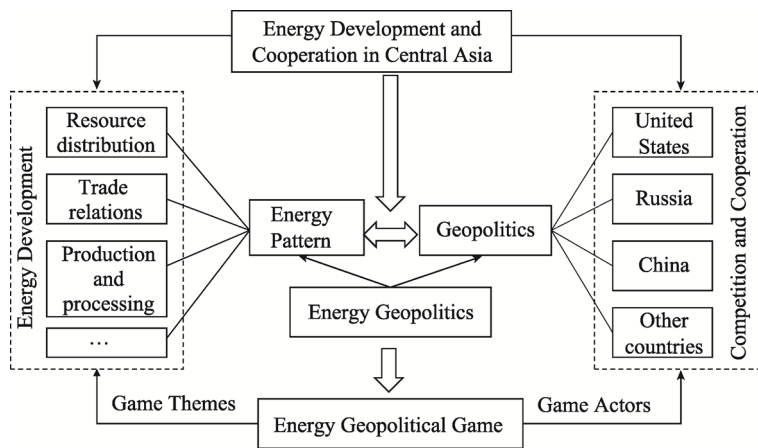 Energy Development and
Cooperation in Central Asia
Energy Development
Resource
distribution
Trade
relations
Production
and
processing
...
Energy
Pattern
Geopolitics
Energy Geopolitics
United
States
Russia
China
Other
countries
Competition and Cooperation
Game Themes
Energy Geopolitical Game
Game Actors